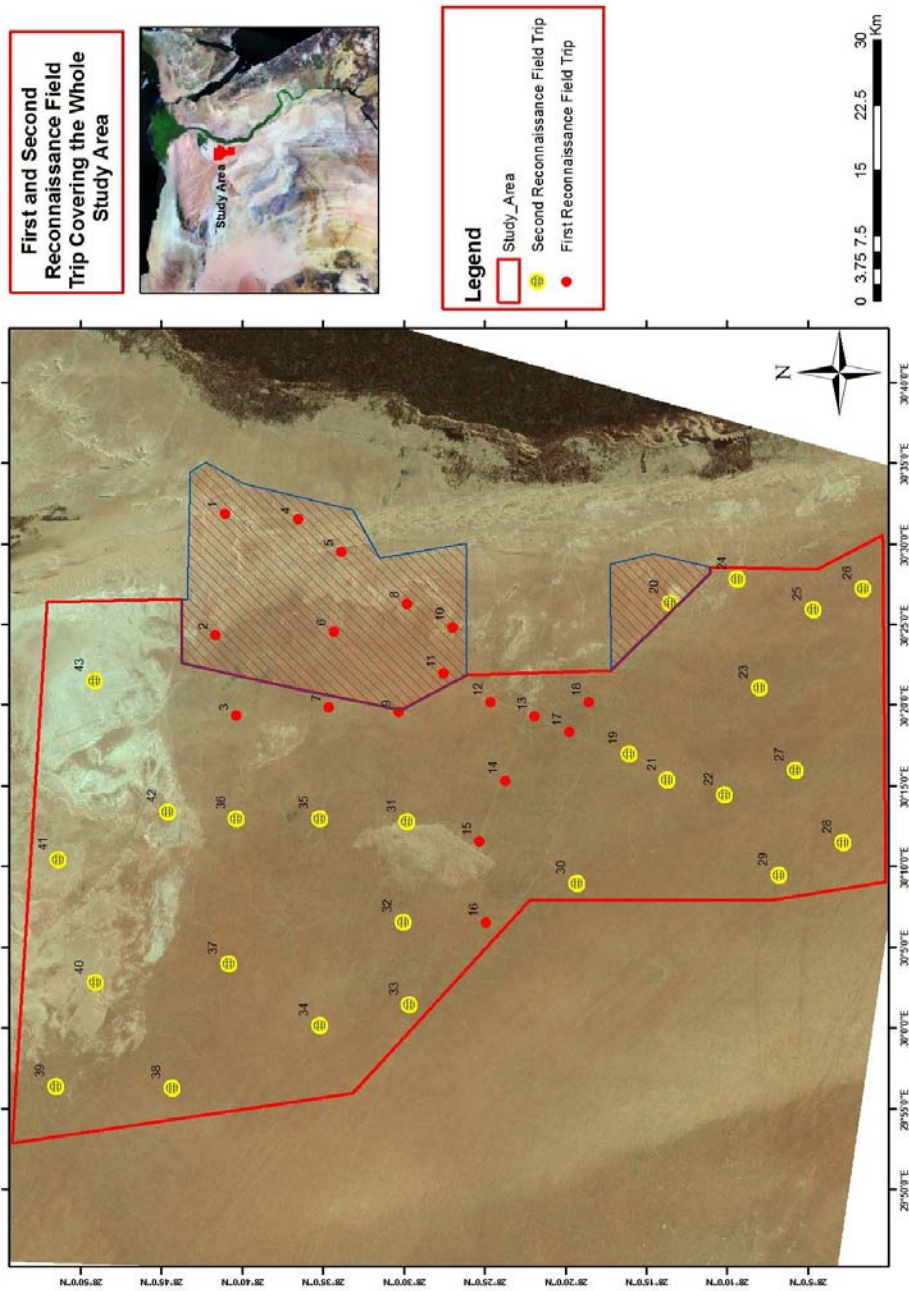 First and Second
Reconnaissance Field
Trip Covering the Whole
Study Area
Study Area
Legend
Study_Area
Second Reconnaissance Field Trip
First Reconnaissance Field Trip
0 3.75 7.5 15 22.5 30
Km
N
28°50'0"N
28°45'0"N
28°40'0"N
28°35'0"N
28°30'0"N
28°25'0"N
28°20'0"N
28°15'0"N
28°10'0"N
28°5'0"N
29°50'0"E
29°55'0"E
30°0'0"E
30°5'0"E
30°10'0"E
30°15'0"E
30°20'0"E
30°25'0"E
30°30'0"E
30°35'0"E
30°40'0"E
1
2
3
4
5
6
7
8
9
10
11
12
13
14
15
16
17
18
19
20
21
22
23
24
25
26
27
28
29
30
31
32
33
34
35
36
37
38
39
40
41
42
43